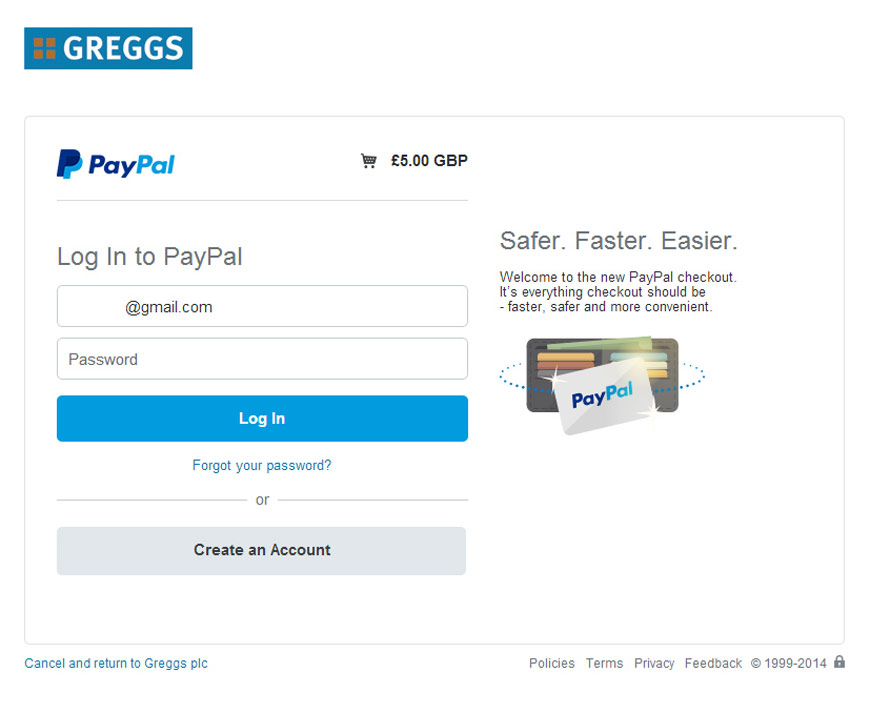 GREGGS
PayPal
£5.00 GBP
Log In to PayPal
@gmail.com
Password
Log In
Forgot your password?
or
Create an Account
Safer. Faster. Easier.
Welcome to the new PayPal checkout.
It's everything checkout should be
- faster, safer and more convenient.
PayPal
Cancel and return to Greggs plc
Policies Terms Privacy Feedback © 1999-2014